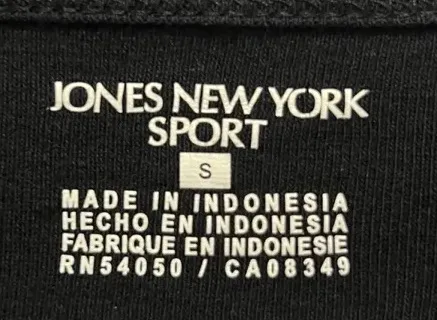 JONES NEW YORK
SPORT
S
MADE IN INDONESIA
HECHO EN INDONESIA
FABRIQUE EN INDONESIE
RN54050 / CA08349